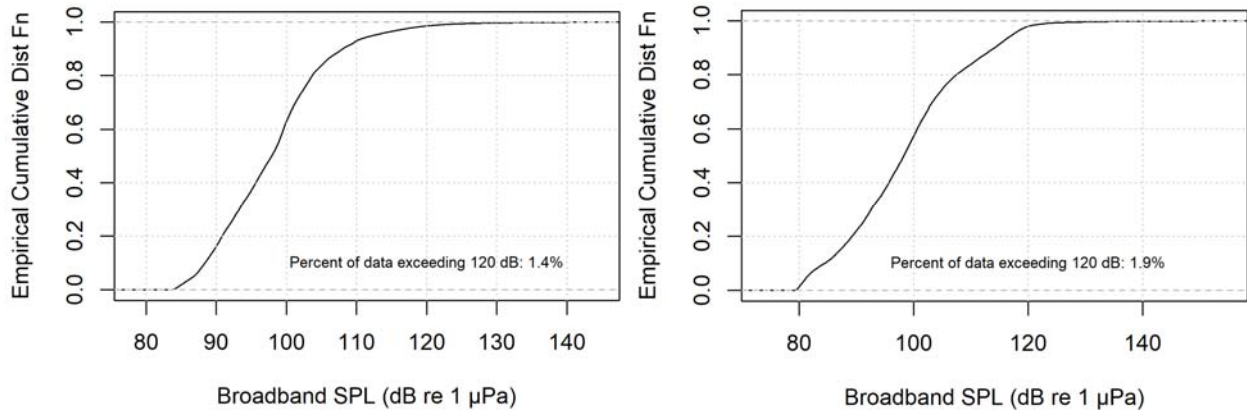 Empirical Cumulative Dist Fn
1.0
0.8
0.6
0.4
0.2
0.0
Percent of data exceeding 120 dB: 1.4%
80 90 100 110 120 130 140
Broadband SPL (dB re 1 µPa)
Empirical Cumulative Dist Fn
1.0
0.8
0.6
0.4
0.2
0.0
Percent of data exceeding 120 dB: 1.9%
80 100 120 140
Broadband SPL (dB re 1 µPa)